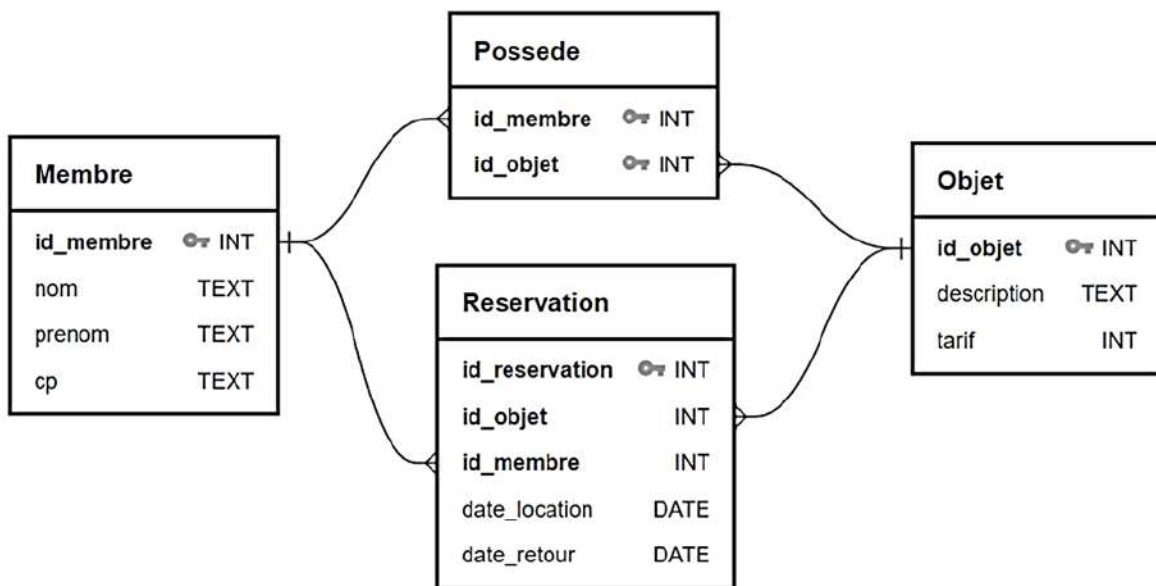 Possede
id_membre INT
id_objet INT
Membre
id_membre INT
nom TEXT
prenom TEXT
cp TEXT
Reservation
id_reservation INT
id_objet INT
id_membre INT
date_location DATE
date_retour DATE
Objet
id_objet INT
description TEXT
tarif INT